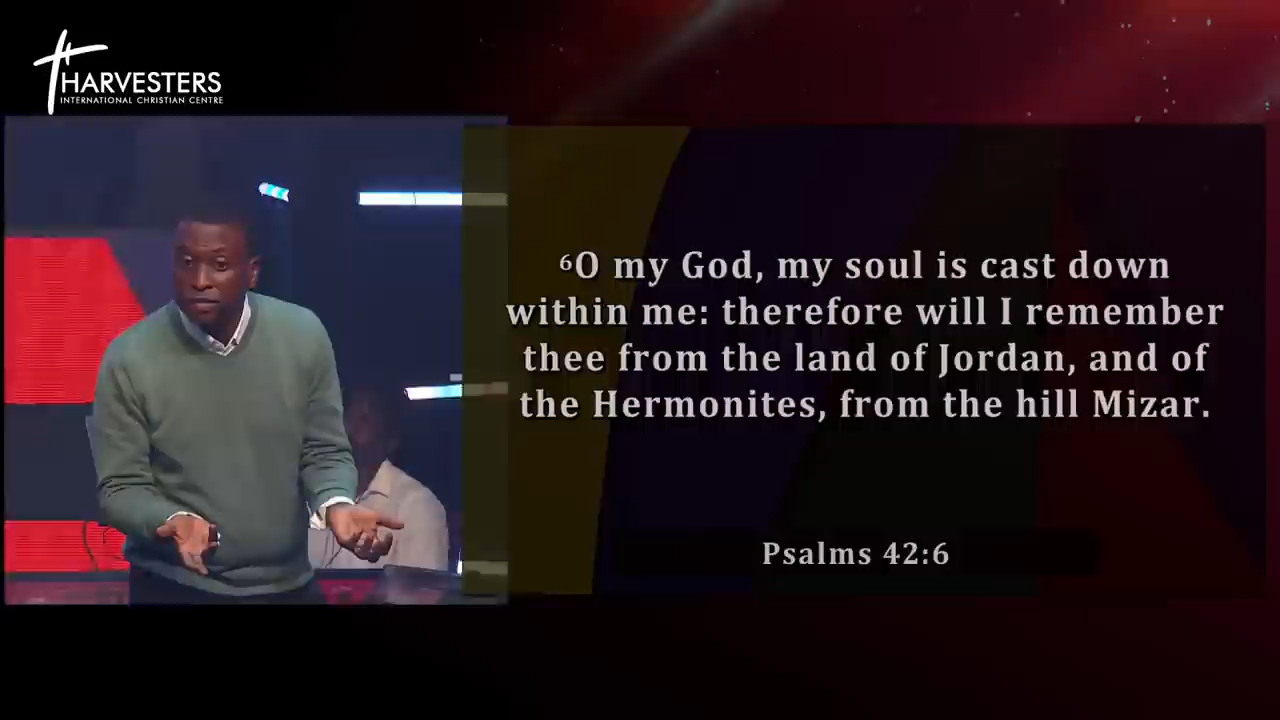 HARVESTERS
INTERNATIONAL CHRISTIAN CENTRE
⁶O my God, my soul is cast down
within me: therefore will I remember
thee from the land of Jordan, and of
the Hermonites, from the hill Mizar.
Psalms 42:6